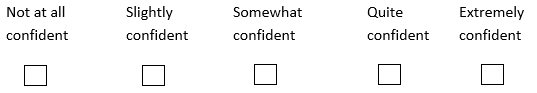 Not at all confident
Slightly confident
Somewhat confident
Quite confident
Extremely confident